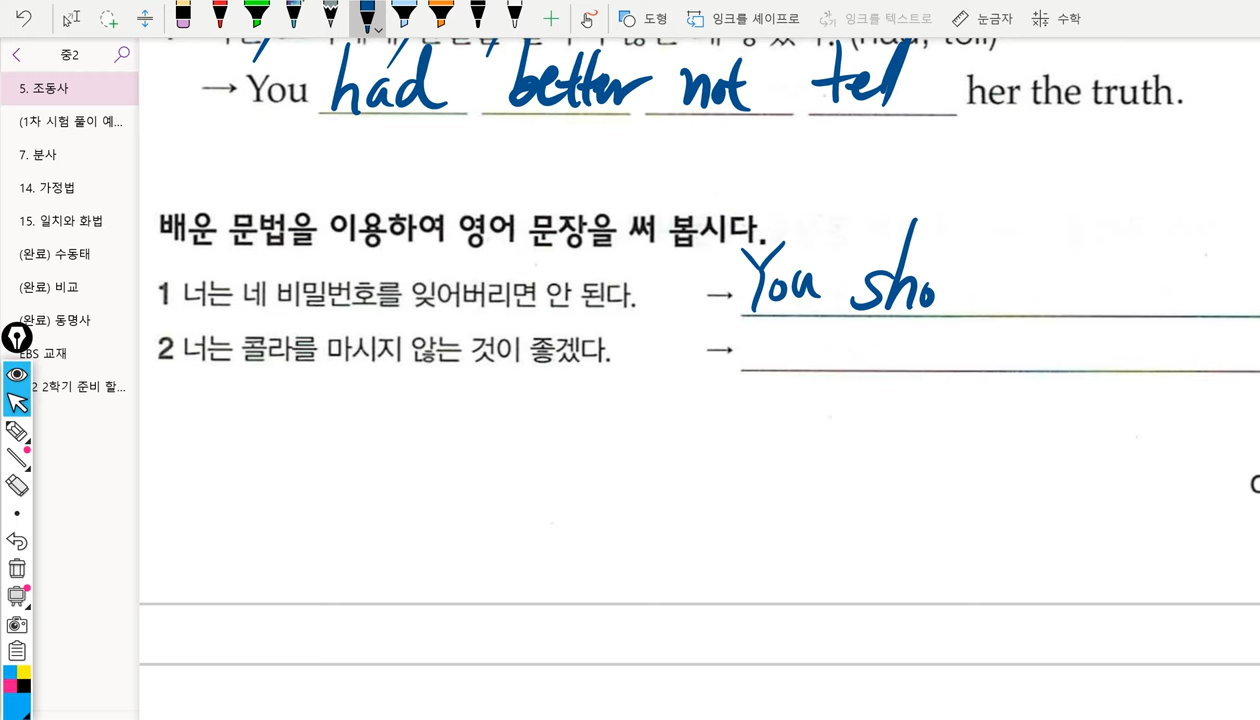 도형
잉크를 셰이프로
잉크를 텍스트로
눈금자
수학
중2
5. 조동사
(1차 시험 풀이 예...
7. 분사
14. 가정법
15. 일치와 화법
(완료) 수동태
(완료) 비교
(완료) 동명사
EBS 교재
2 2학기 준비 할...
→ You had better not tell her the truth.
배운 문법을 이용하여 영어 문장을 써 봅시다.
1 너는 네 비밀번호를 잊어버리면 안 된다. → You sho
2 너는 콜라를 마시지 않는 것이 좋겠다. →